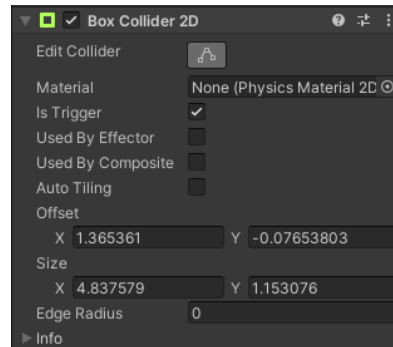 Box Collider 2D
Edit Collider
Material None (Physics Material 2D
Is Trigger
Used By Effector
Used By Composite
Auto Tiling
Offset
X 1.365361 Y -0.07653803
Size
X 4.837579 Y 1.153076
Edge Radius 0
Info